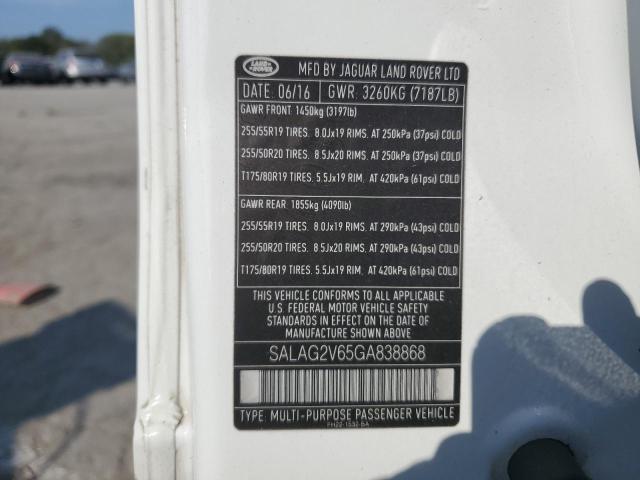 LAND ROVER
MFD BY JAGUAR LAND ROVER LTD
DATE: 06/16 GWR: 3260KG (7187LB)
GAWR FRONT: 1450kg (3197lb)
255/55R19 TIRES. 8.0Jx19 RIMS. AT 250kPa (37psi) COLD
255/50R20 TIRES. 8.5Jx20 RIMS. AT 250kPa (37psi) COLD
T175/80R19 TIRES. 5.5Jx19 RIM. AT 420kPa (61psi) COLD
GAWR REAR: 1855kg (4090lb)
255/55R19 TIRES. 8.0Jx19 RIMS. AT 290kPa (43psi) COLD
255/50R20 TIRES. 8.5Jx20 RIMS. AT 290kPa (43psi) COLD
T175/80R19 TIRES. 5.5Jx19 RIM. AT 420kPa (61psi) COLD
THIS VEHICLE CONFORMS TO ALL APPLICABLE
U.S. FEDERAL MOTOR VEHICLE SAFETY
STANDARDS IN EFFECT ON THE DATE OF
MANUFACTURE SHOWN ABOVE
SALAG2V65GA838868
TYPE: MULTI-PURPOSE PASSENGER VEHICLE
FH22-1532-BA